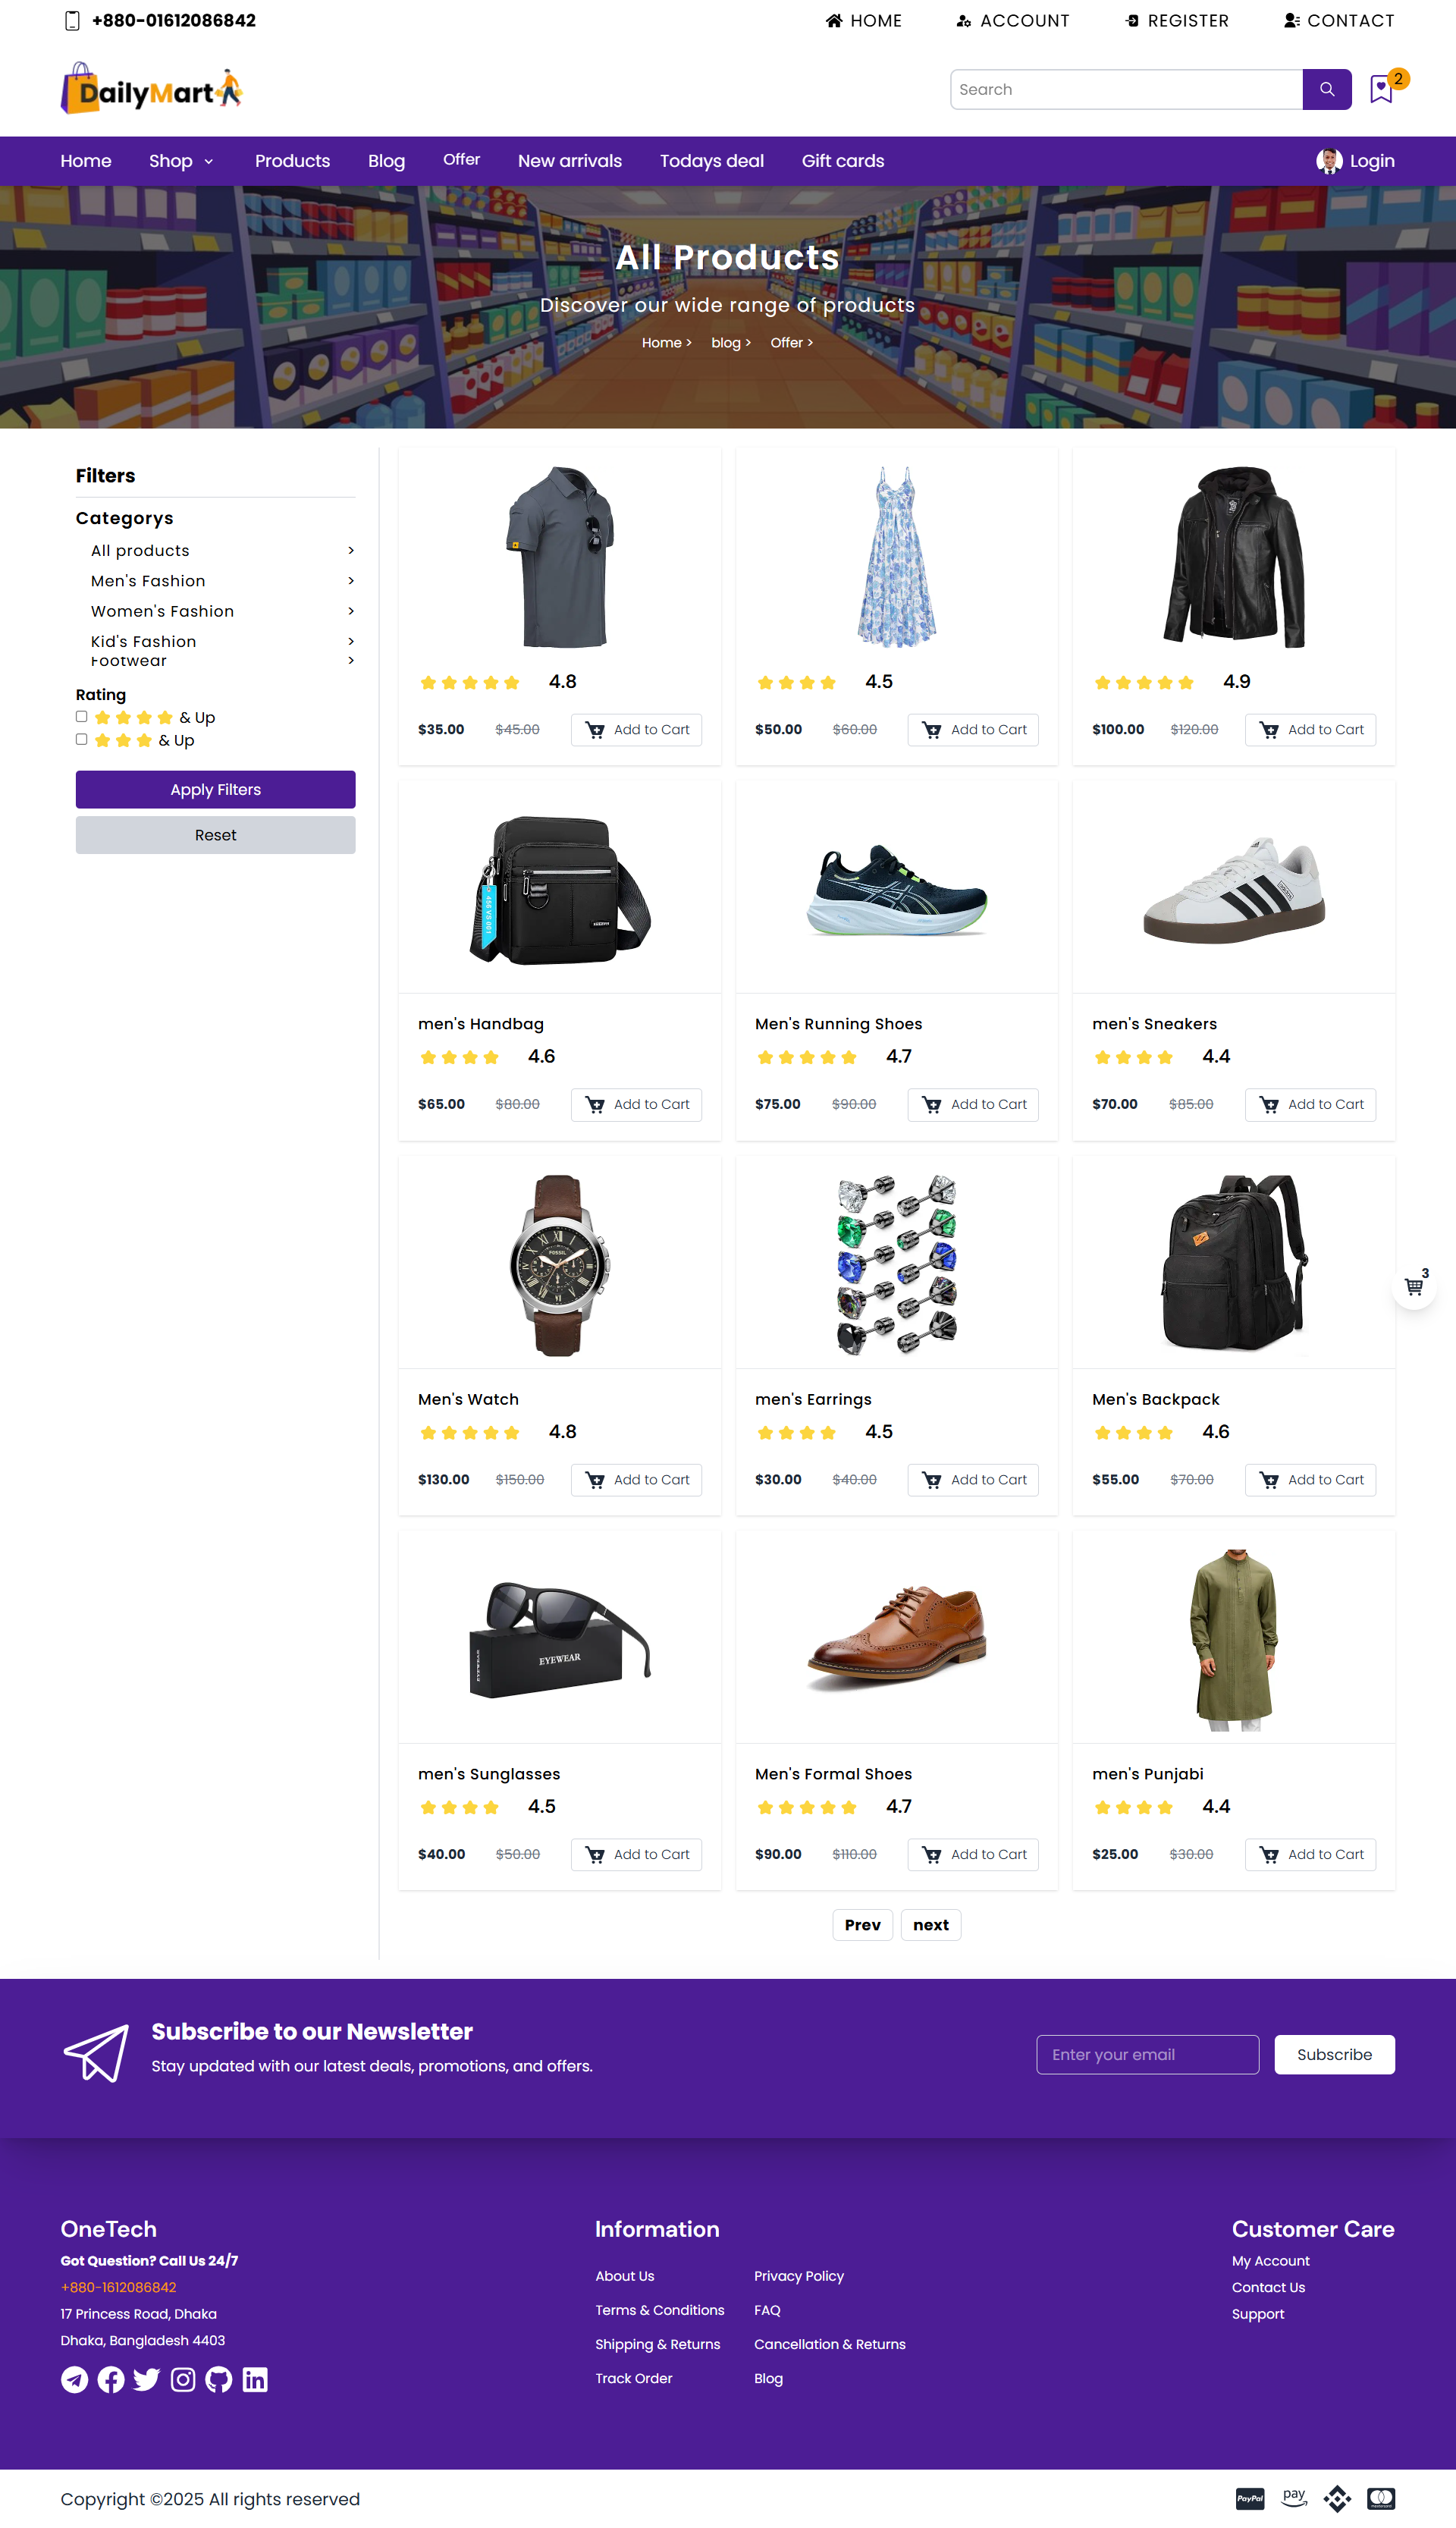 +880-01612086842
HOME
ACCOUNT
REGISTER
CONTACT
DailyMart
Search
2
Home
Shop
Products
Blog
Offer
New arrivals
Todays deal
Gift cards
Login
All Products
Discover our wide range of products
Home >
blog >
Offer >
Filters
Categorys
All products >
Men's Fashion >
Women's Fashion >
Kid's Fashion >
Footwear >
Rating
& Up
& Up
Apply Filters
Reset
4.8
$35.00 $45.00 Add to Cart
4.5
$50.00 $60.00 Add to Cart
4.9
$100.00 $120.00 Add to Cart
men's Handbag
4.6
$65.00 $80.00 Add to Cart
Men's Running Shoes
4.7
$75.00 $90.00 Add to Cart
men's Sneakers
4.4
$70.00 $85.00 Add to Cart
FOSSIL
Men's Watch
4.8
$130.00 $150.00 Add to Cart
men's Earrings
4.5
$30.00 $40.00 Add to Cart
Men's Backpack
4.6
$55.00 $70.00 Add to Cart
3
EYEWEAR
EYEWEAR
men's Sunglasses
4.5
$40.00 $50.00 Add to Cart
Men's Formal Shoes
4.7
$90.00 $110.00 Add to Cart
men's Punjabi
4.4
$25.00 $30.00 Add to Cart
Prev
next
Subscribe to our Newsletter
Stay updated with our latest deals, promotions, and offers.
Enter your email
Subscribe
OneTech
Got Question? Call Us 24/7
+880-1612086842
17 Princess Road, Dhaka
Dhaka, Bangladesh 4403
Information
About Us
Privacy Policy
Terms & Conditions
FAQ
Shipping & Returns
Cancellation & Returns
Track Order
Blog
Customer Care
My Account
Contact Us
Support
Copyright ©2025 All rights reserved
PayPal
pay